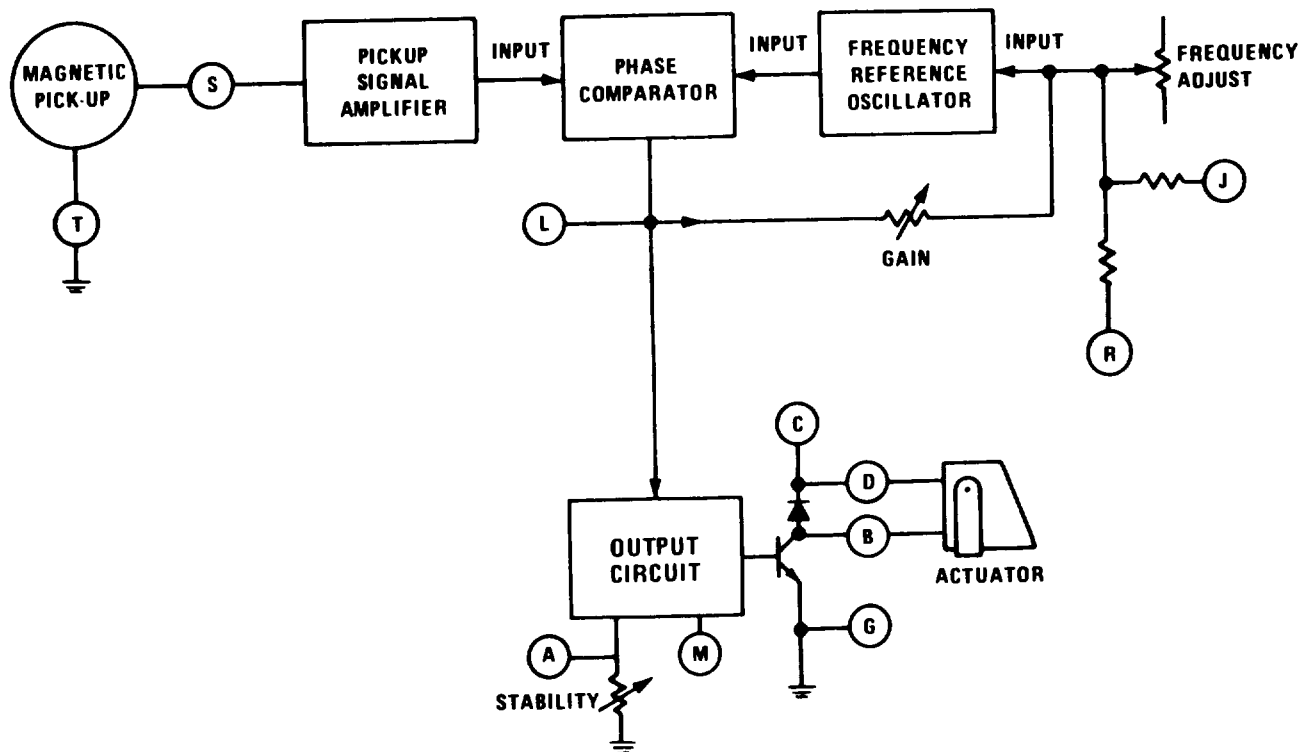 MAGNETIC
PICK-UP
S
T
PICKUP
SIGNAL
AMPLIFIER
INPUT
PHASE
COMPARATOR
INPUT
FREQUENCY
REFERENCE
OSCILLATOR
INPUT
FREQUENCY
ADJUST
J
R
L
GAIN
C
D
B
ACTUATOR
G
OUTPUT
CIRCUIT
A
M
STABILITY